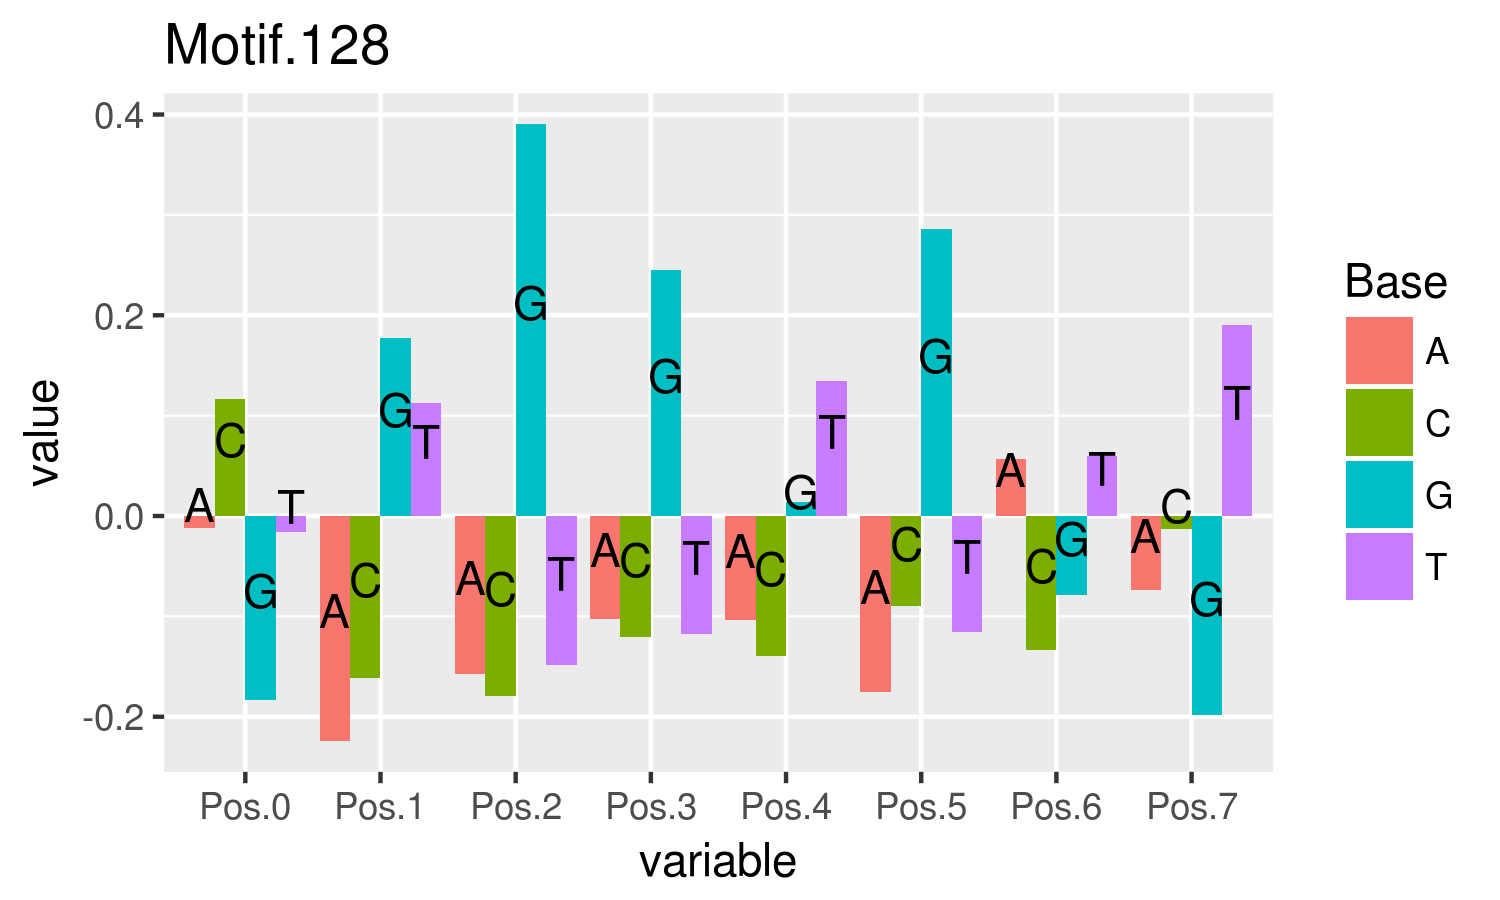 Motif.128
0.4
0.2
0.0
-0.2
value
A C G T
A C G T
A C G T
A C G T
A C G T
A C G T
A C G T
A C G T
Pos.0 Pos.1 Pos.2 Pos.3 Pos.4 Pos.5 Pos.6 Pos.7
variable
Base
A
C
G
T